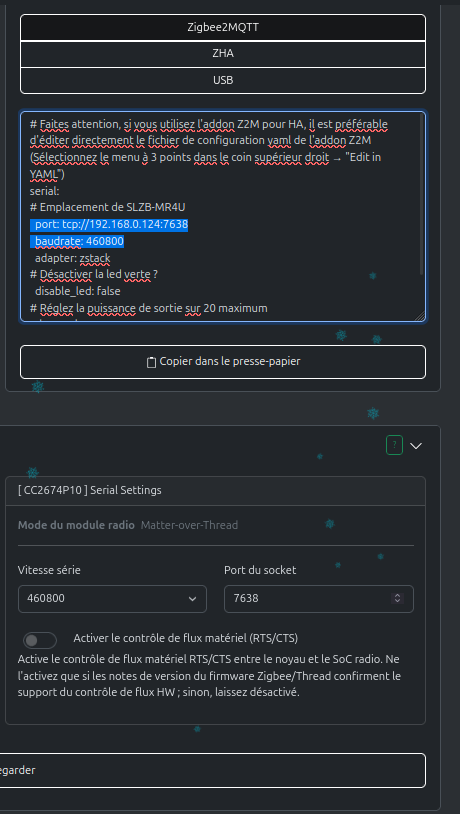 Zigbee2MQTT
ZHA
USB
# Faites attention, si vous utilisez l'addon Z2M pour HA, il est préférable
d'éditer directement le fichier de configuration yaml de l'addon Z2M
(Sélectionnez le menu à 3 points dans le coin supérieur droit → "Edit in
YAML")
serial:
# Emplacement de SLZB-MR4U
port: tcp://192.168.0.124:7638
baudrate: 460800
adapter: zstack
# Désactiver la led verte ?
disable_led: false
# Réglez la puissance de sortie sur 20 maximum
Copier dans le presse-papier
?
[ CC2674P10 ] Serial Settings
Mode du module radio Matter-over-Thread
Vitesse série
Port du socket
460800
7638
Activer le contrôle de flux matériel (RTS/CTS)
Active le contrôle de flux matériel RTS/CTS entre le noyau et le SoC radio. Ne
l'activez que si les notes de version du firmware Zigbee/Thread confirment le
support du contrôle de flux HW ; sinon, laissez désactivé.
egarder